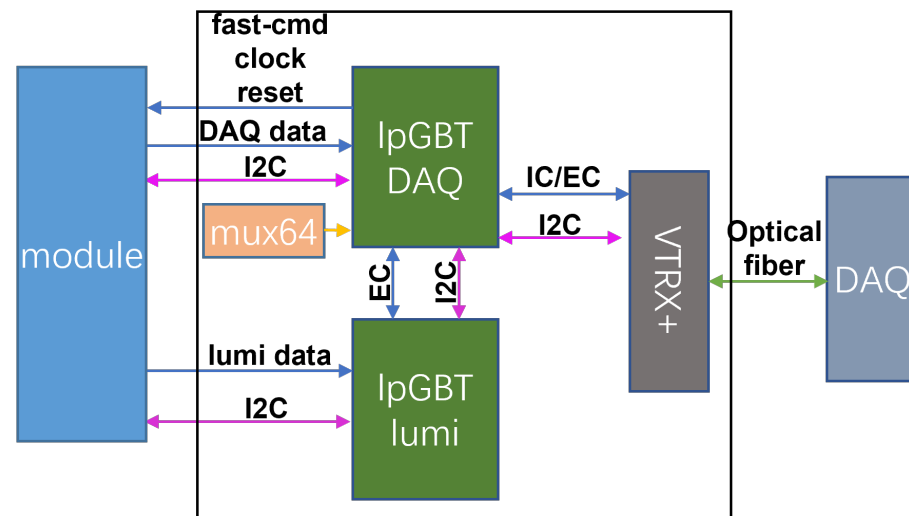 fast-cmd
clock
reset
DAQ data
I2C
mux64
module
lpGBT
DAQ
IC/EC
I2C
VTRX+
Optical
fiber
DAQ
EC
I2C
lumi data
I2C
lpGBT
lumi